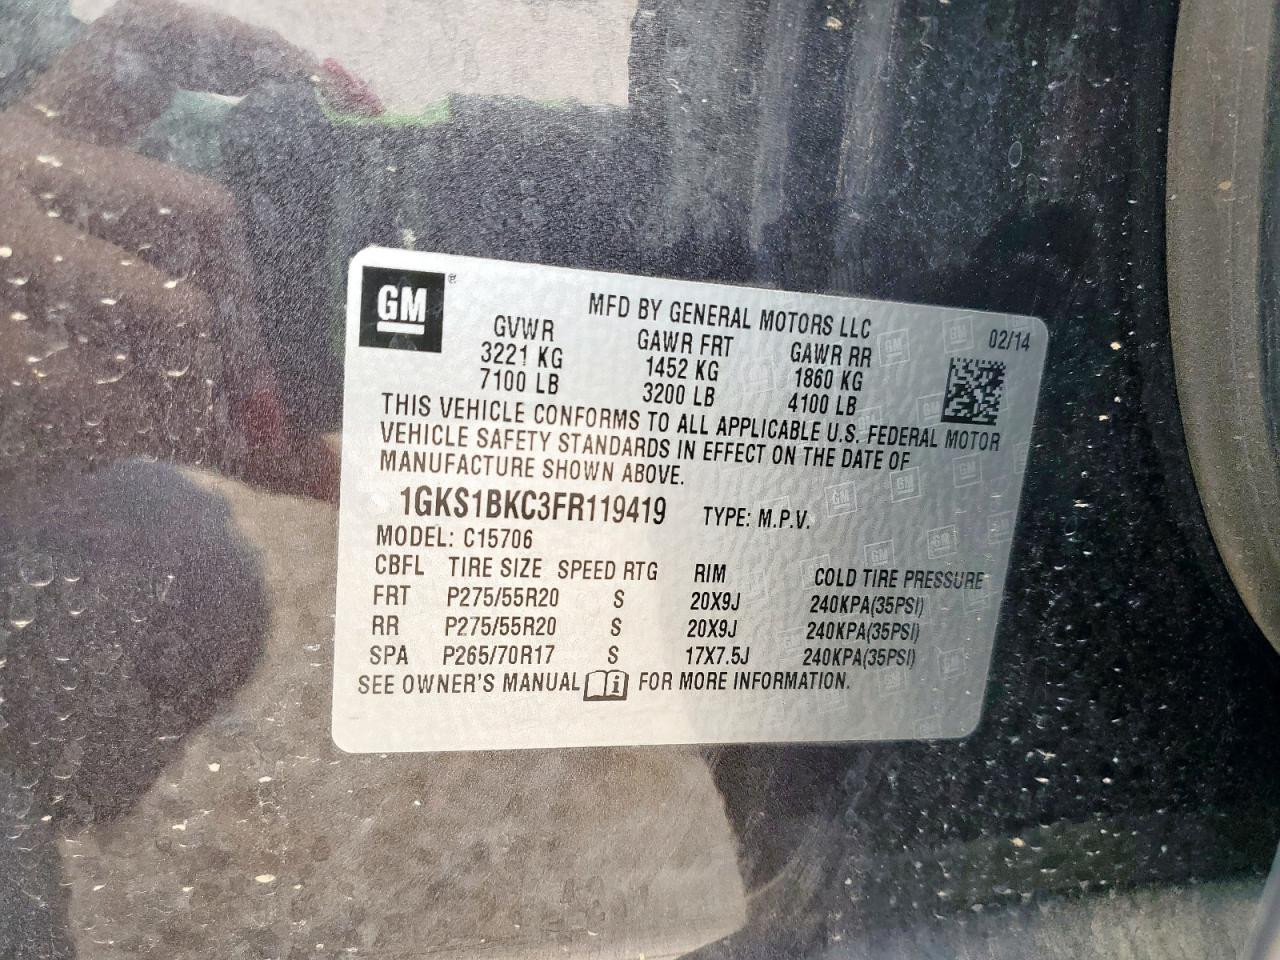 GM ®
MFD BY GENERAL MOTORS LLC
02/14
GVWR GAWR FRT GAWR RR
3221 KG 1452 KG 1860 KG
7100 LB 3200 LB 4100 LB
THIS VEHICLE CONFORMS TO ALL APPLICABLE U.S. FEDERAL MOTOR
VEHICLE SAFETY STANDARDS IN EFFECT ON THE DATE OF
MANUFACTURE SHOWN ABOVE.
1GKS1BKC3FR119419 TYPE: M.P.V.
MODEL: C15706
CBFL TIRE SIZE SPEED RTG RIM COLD TIRE PRESSURE
FRT P275/55R20 S 20X9J 240KPA(35PSI)
RR P275/55R20 S 20X9J 240KPA(35PSI)
SPA P265/70R17 S 17X7.5J 240KPA(35PSI)
SEE OWNER'S MANUAL i FOR MORE INFORMATION.